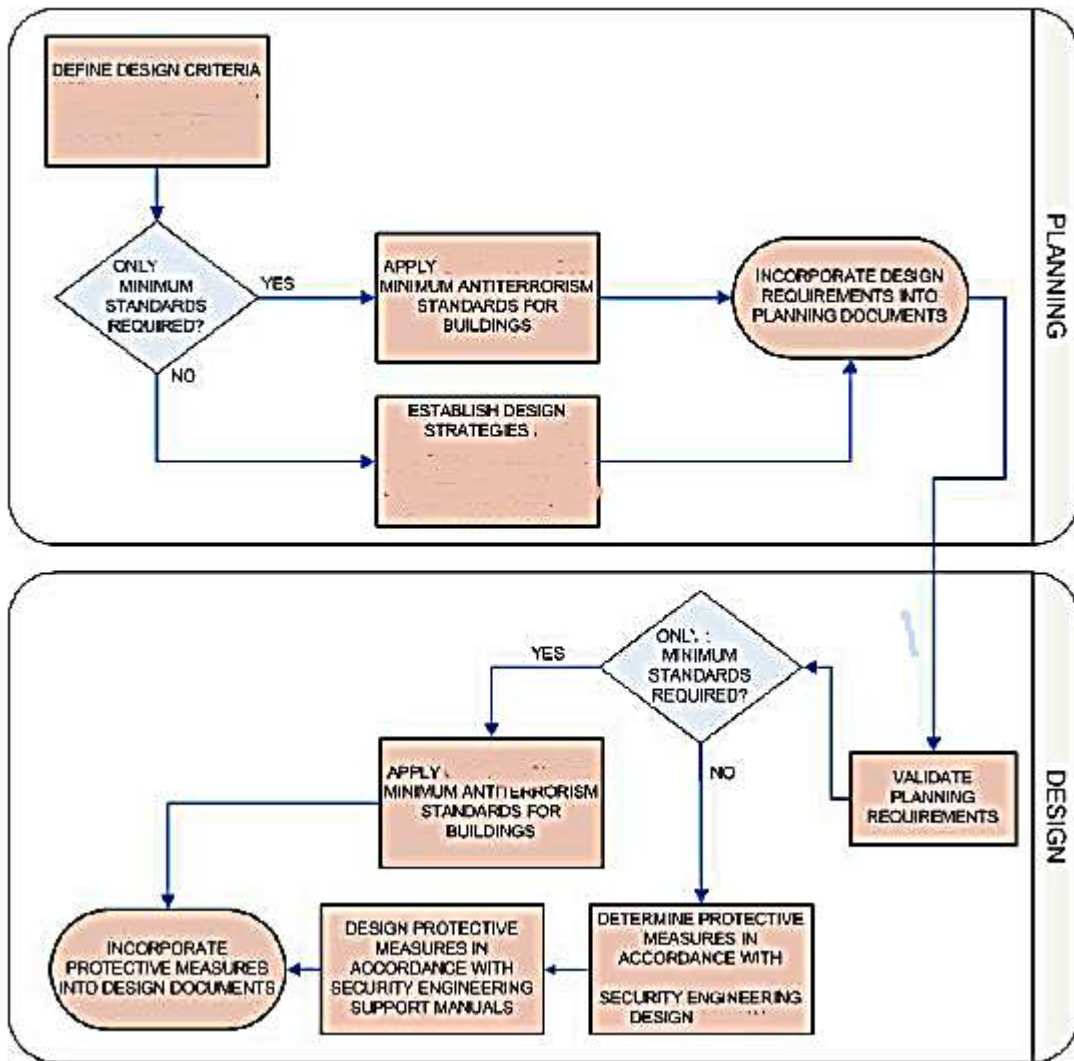 DEFINE DESIGN CRITERIA
ONLY
MINIMUM
STANDARDS
REQUIRED?
YES
NO
APPLY
MINIMUM ANTITERRORISM
STANDARDS FOR
BUILDINGS
ESTABLISH DESIGN
STRATEGIES
INCORPORATE DESIGN
REQUIREMENTS INTO
PLANNING DOCUMENTS
PLANNING
ONLY
MINIMUM
STANDARDS
REQUIRED?
YES
NO
VALIDATE
PLANNING
REQUIREMENTS
APPLY
MINIMUM ANTITERRORISM
STANDARDS FOR
BUILDINGS
DETERMINE PROTECTIVE
MEASURES IN
ACCORDANCE WITH
SECURITY ENGINEERING
DESIGN
DESIGN PROTECTIVE
MEASURES IN
ACCORDANCE WITH
SECURITY ENGINEERING
SUPPORT MANUALS
INCORPORATE
PROTECTIVE MEASURES
INTO DESIGN DOCUMENTS
DESIGN